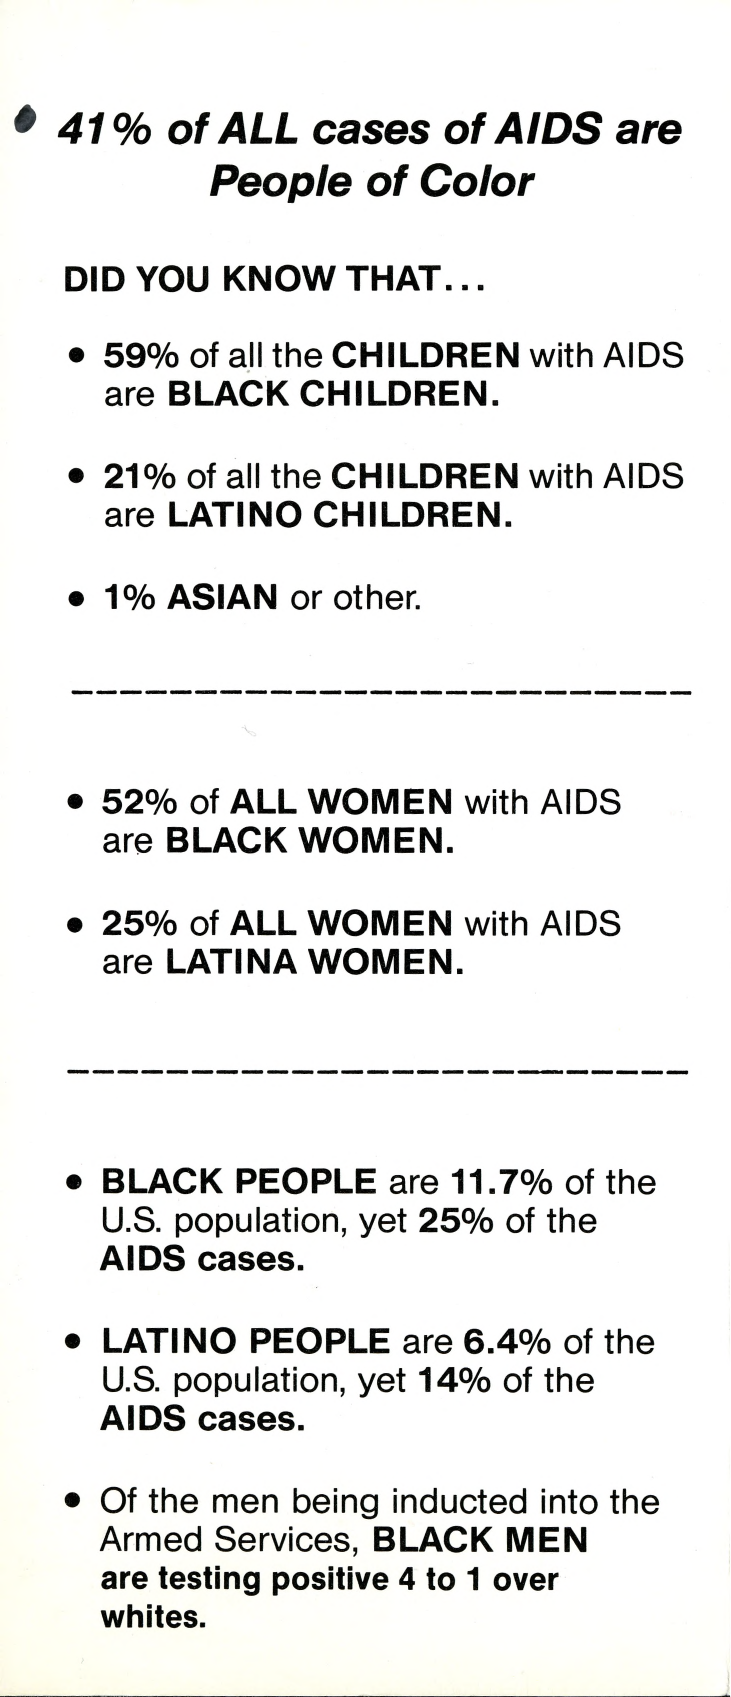 41% of ALL cases of AIDS are
People of Color
DID YOU KNOW THAT...
• 59% of all the CHILDREN with AIDS
are BLACK CHILDREN.
• 21% of all the CHILDREN with AIDS
are LATINO CHILDREN.
• 1% ASIAN or other.
• 52% of ALL WOMEN with AIDS
are BLACK WOMEN.
• 25% of ALL WOMEN with AIDS
are LATINA WOMEN.
• BLACK PEOPLE are 11.7% of the
U.S. population, yet 25% of the
AIDS cases.
• LATINO PEOPLE are 6.4% of the
U.S. population, yet 14% of the
AIDS cases.
• Of the men being inducted into the
Armed Services, BLACK MEN
are testing positive 4 to 1 over
whites.